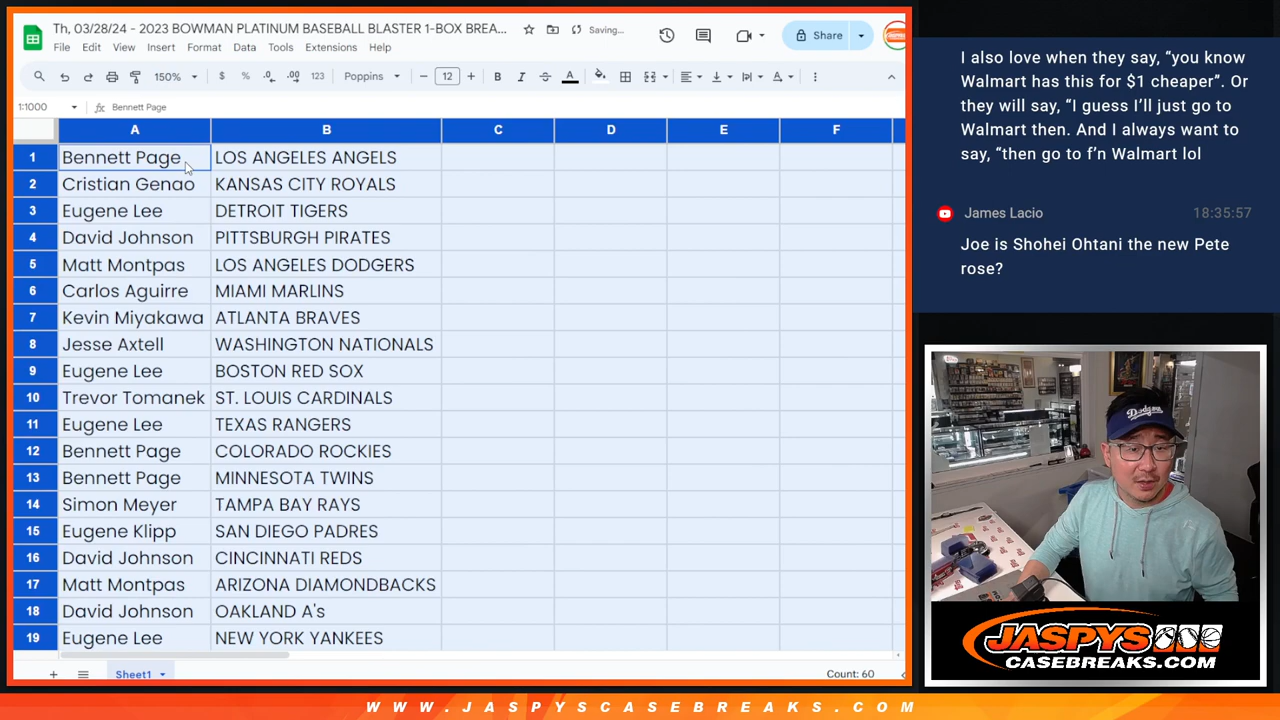 Th, 03/28/24 - 2023 BOWMAN PLATINUM BASEBALL BLASTER 1-BOX BREA... Saving...
File Edit View Insert Format Data Tools Extensions Help
Share
150% $ % .0 .00 123 Poppins 12 B I A
1:1000 fx Bennett Page
A B C D E F
1 Bennett Page LOS ANGELES ANGELS
2 Cristian Genao KANSAS CITY ROYALS
3 Eugene Lee DETROIT TIGERS
4 David Johnson PITTSBURGH PIRATES
5 Matt Montpas LOS ANGELES DODGERS
6 Carlos Aguirre MIAMI MARLINS
7 Kevin Miyakawa ATLANTA BRAVES
8 Jesse Axtell WASHINGTON NATIONALS
9 Eugene Lee BOSTON RED SOX
10 Trevor Tomanek ST. LOUIS CARDINALS
11 Eugene Lee TEXAS RANGERS
12 Bennett Page COLORADO ROCKIES
13 Bennett Page MINNESOTA TWINS
14 Simon Meyer TAMPA BAY RAYS
15 Eugene Klipp SAN DIEGO PADRES
16 David Johnson CINCINNATI REDS
17 Matt Montpas ARIZONA DIAMONDBACKS
18 David Johnson OAKLAND A's
19 Eugene Lee NEW YORK YANKEES
Sheet1 Count: 60
I also love when they say, "you know
Walmart has this for $1 cheaper". Or
they will say, "I guess I'll just go to
Walmart then. And I always want to
say, "then go to f'n Walmart lol
James Lacio 18:35:57
Joe is Shohei Ohtani the new Pete
rose?
Dodgers
JASPYS
CASEBREAKS.COM
WWW.JASPYSCASEBREAKS.COM